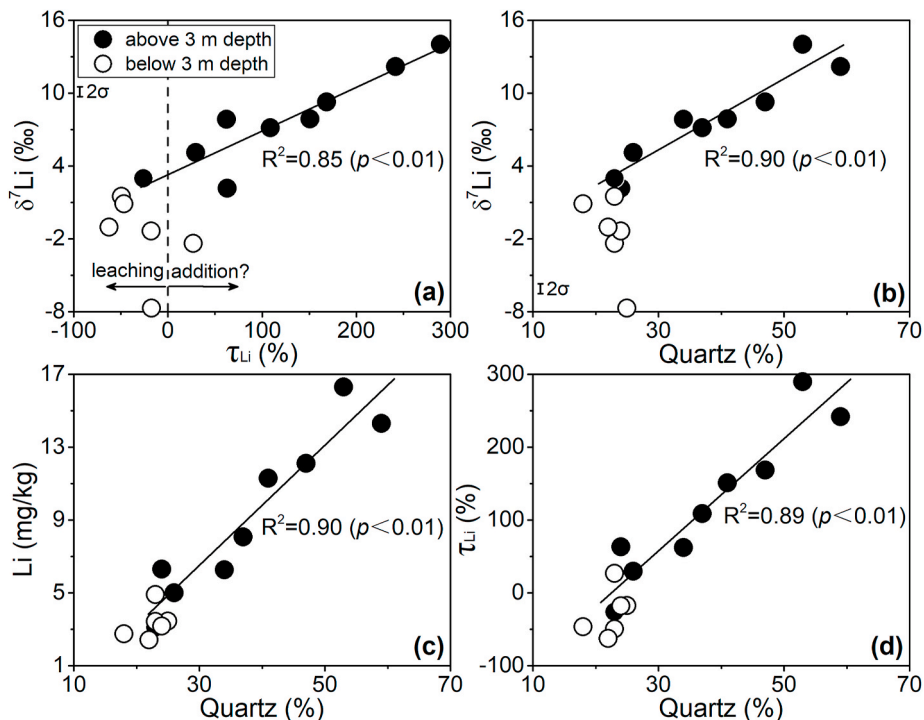 16
10
4
-2
-8
δ⁷Li (‰)
above 3 m depth
below 3 m depth
I2σ
R²=0.85 (p<0.01)
leaching addition?
(a)
-100 0 100 200 300
τLi (%)
16
10
4
-2
-8
δ⁷Li (‰)
R²=0.90 (p<0.01)
I2σ
(b)
10 30 50 70
Quartz (%)
17
13
9
5
1
Li (mg/kg)
R²=0.90 (p<0.01)
(c)
10 30 50 70
Quartz (%)
300
200
100
0
-100
τLi (%)
R²=0.89 (p<0.01)
(d)
10 30 50 70
Quartz (%)